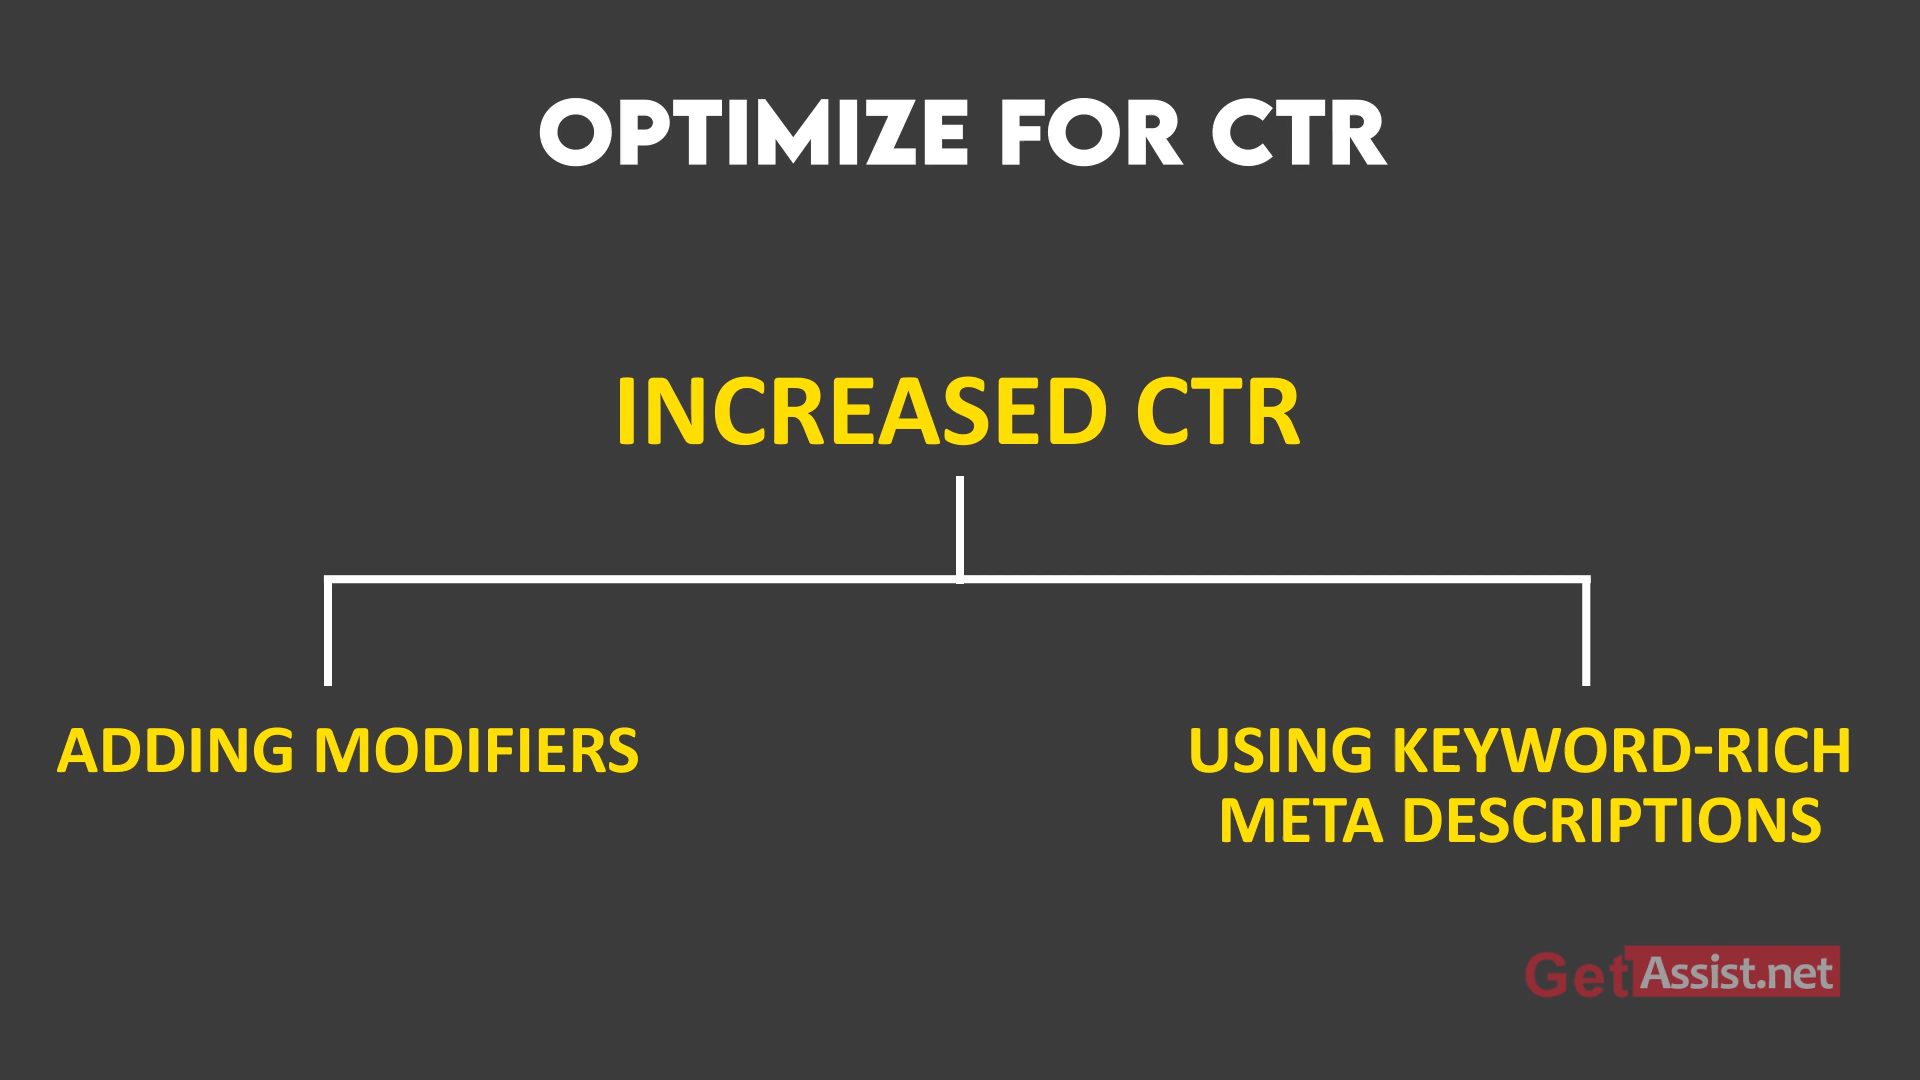 OPTIMIZE FOR CTR
INCREASED CTR
ADDING MODIFIERS
USING KEYWORD-RICH
META DESCRIPTIONS
GetAssist.net